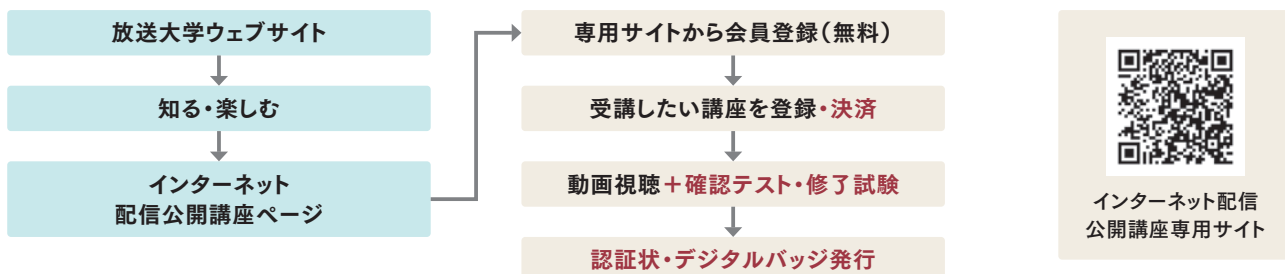 放送大学ウェブサイト
知る・楽しむ
インターネット
配信公開講座ページ
専用サイトから会員登録（無料）
受講したい講座を登録・決済
動画視聴＋確認テスト・修了試験
認証状・デジタルバッジ発行
インターネット配信
公開講座専用サイト